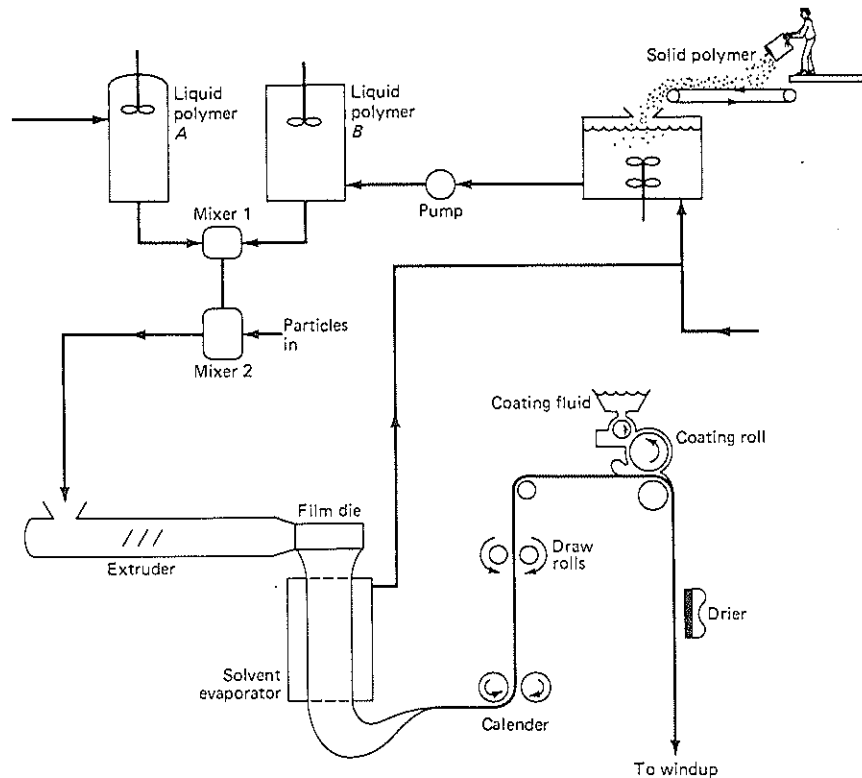 Solid polymer
Liquid
polymer
A
Liquid
polymer
B
Pump
Mixer 1
Particles
in
Mixer 2
Coating fluid
Coating roll
Film die
Extruder
Draw
rolls
Drier
Solvent
evaporator
Calender
To windup